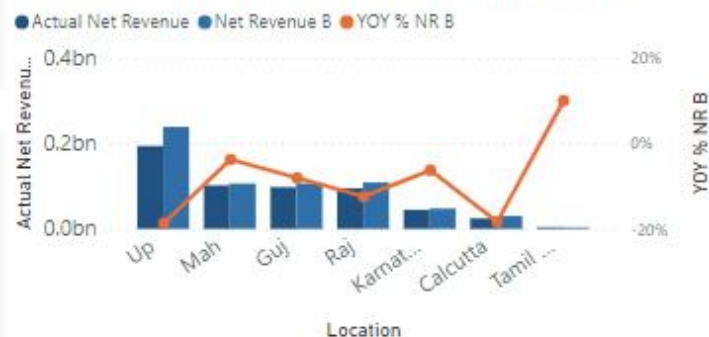 Actual Net Revenue Net Revenue B YOY % NR B
0.4bn
0.2bn
0.0bn
20%
0%
-20%
Actual Net Revenu...
YOY % NR B
Up Mah Guj Raj Karnat... Calcutta Tamil ...
Location